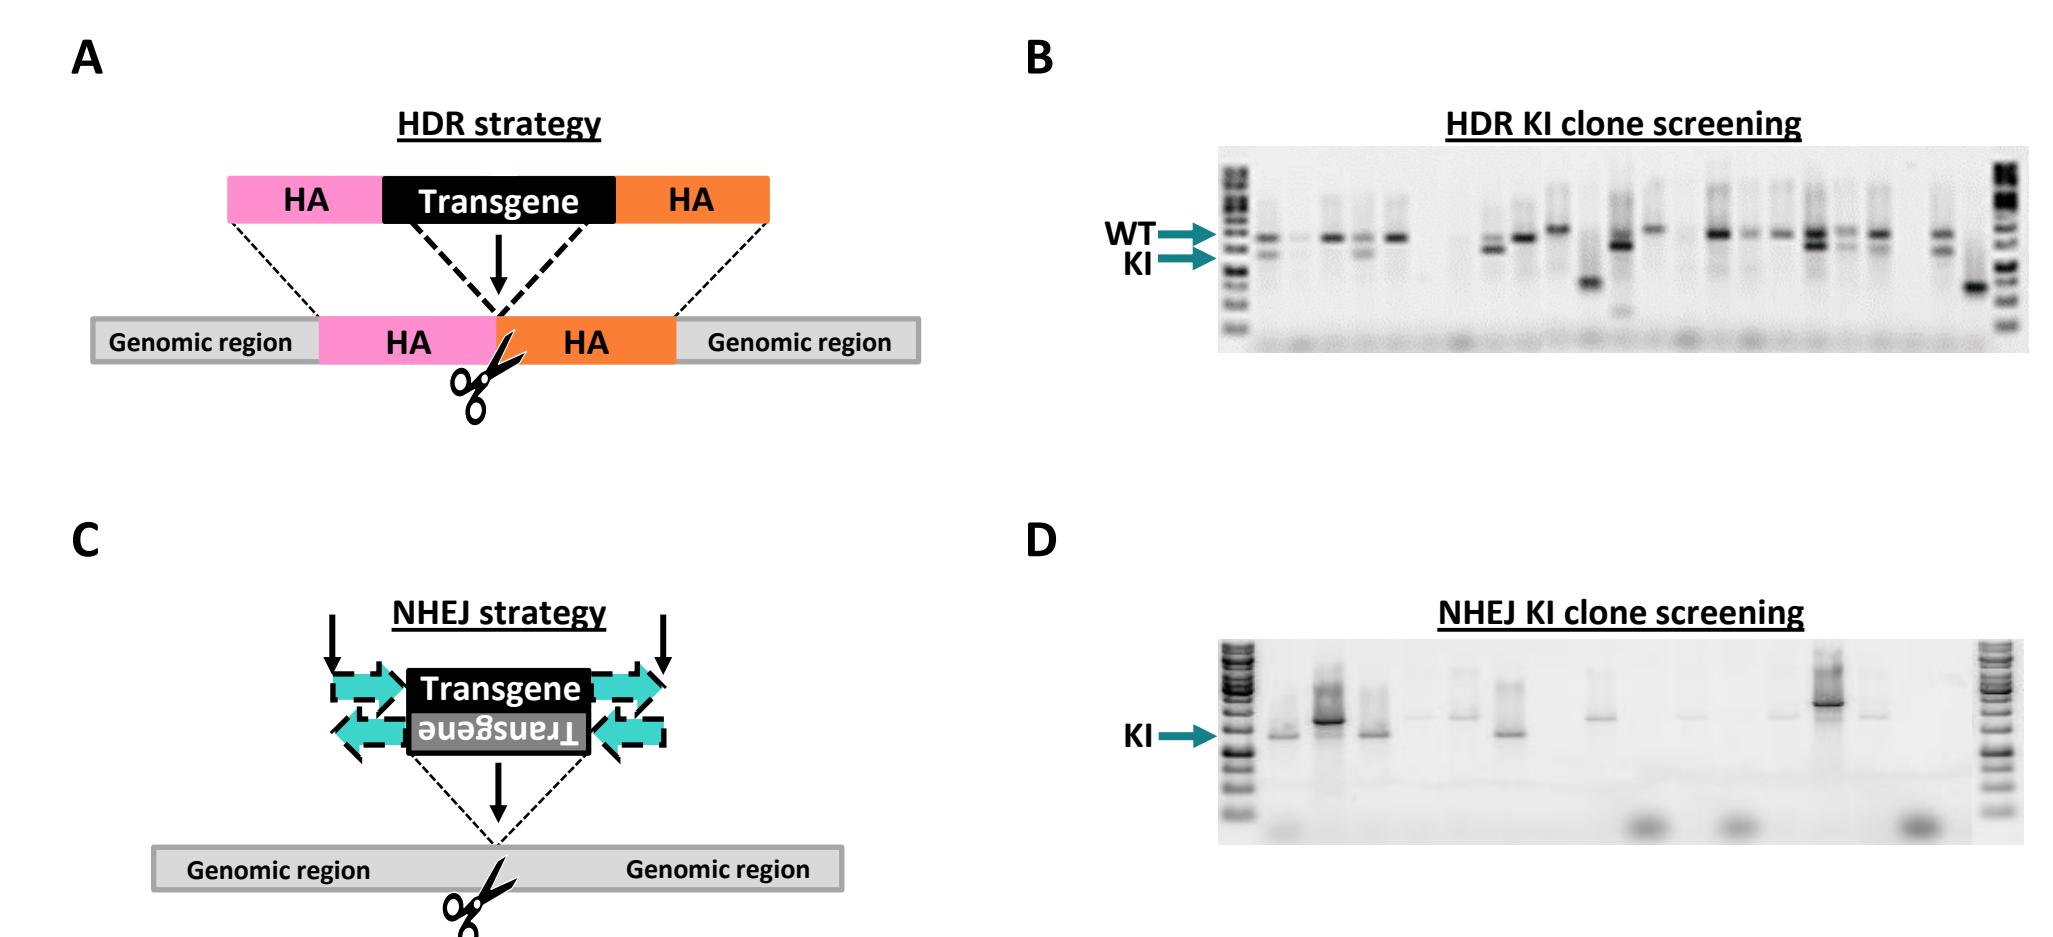 A
HDR strategy
HA Transgene HA
Genomic region HA HA Genomic region
B
HDR KI clone screening
WT
KI
C
NHEJ strategy
Transgene
Transgene
Genomic region Genomic region
D
NHEJ KI clone screening
KI